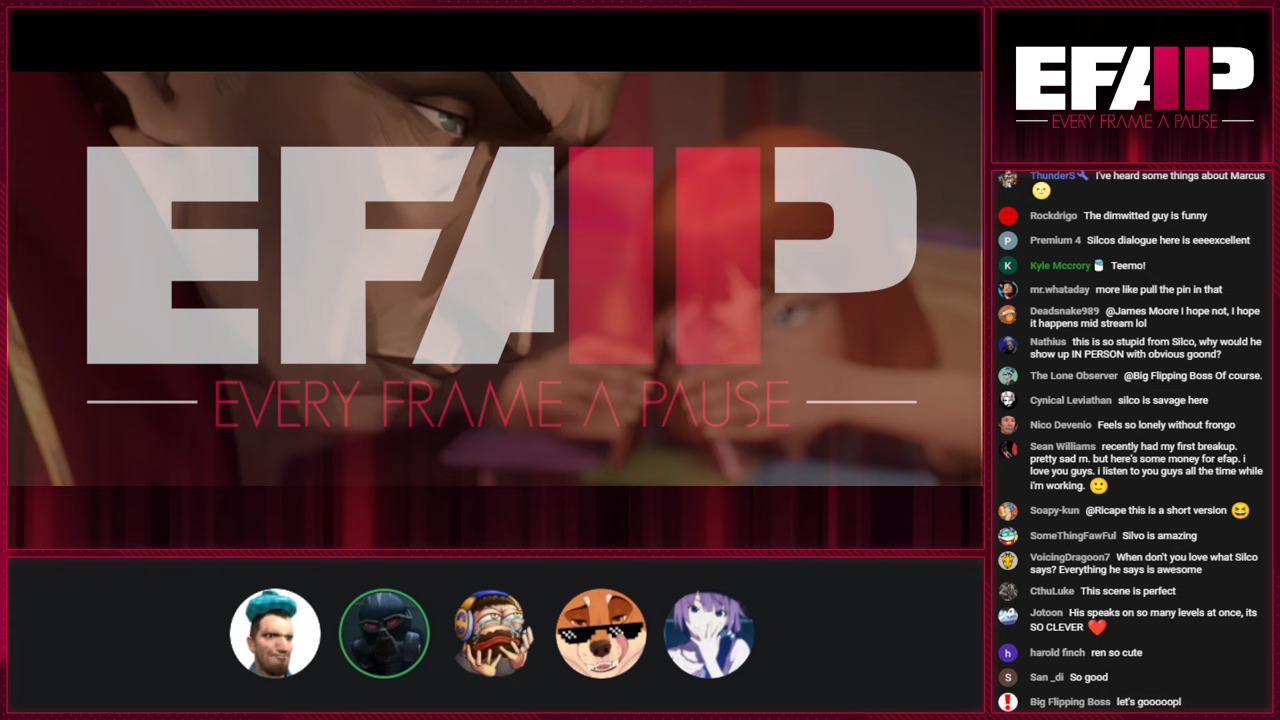 EFAP
EVERY FRAME A PAUSE
EFAP
EVERY FRAME A PAUSE
ThunderS I've heard some things about Marcus
🌝
Rockdrigo The dimwitted guy is funny
P
Premium 4 Silcos dialogue here is eeeexcellent
K
Kyle Mccrory Teemo!
mr.whataday more like pull the pin in that
Deadsnake989 @James Moore I hope not, I hope
it happens mid stream lol
Nathius this is so stupid from Silco, why would he
show up IN PERSON with obvious goond?
The Lone Observer @Big Flipping Boss Of course.
Cynical Leviathan silco is savage here
Nico Devenio Feels so lonely without frongo
Sean Williams recently had my first breakup.
pretty sad m. but here's some money for efap. i
love you guys. i listen to you guys all the time while
i'm working. 🙂
Soapy-kun @Ricape this is a short version 😆
SomeThingFawFul Silvo is amazing
VoicingDragoon7 When don't you love what Silco
says? Everything he says is awesome
CthuLuke This scene is perfect
Jotoon His speaks on so many levels at once, its
SO CLEVER ❤️
h
harold finch ren so cute
S
San _di So good
Big Flipping Boss let's gooooopl